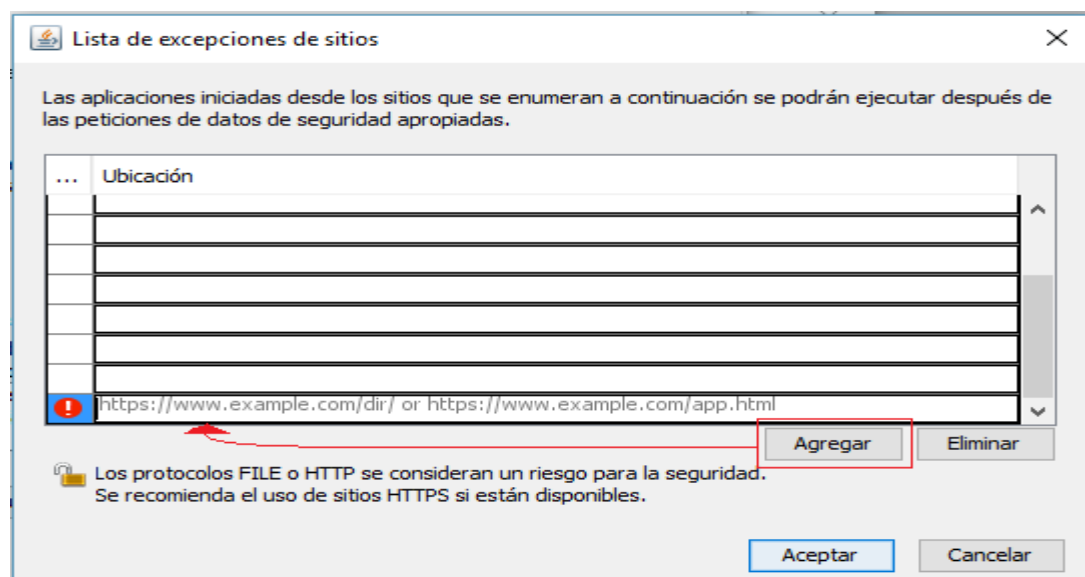 Lista de excepciones de sitios
Las aplicaciones iniciadas desde los sitios que se enumeran a continuación se podrán ejecutar después de
las peticiones de datos de seguridad apropiadas.
... Ubicación
https://www.example.com/dir/ or https://www.example.com/app.html
Agregar Eliminar
Los protocolos FILE o HTTP se consideran un riesgo para la seguridad.
Se recomienda el uso de sitios HTTPS si están disponibles.
Aceptar Cancelar